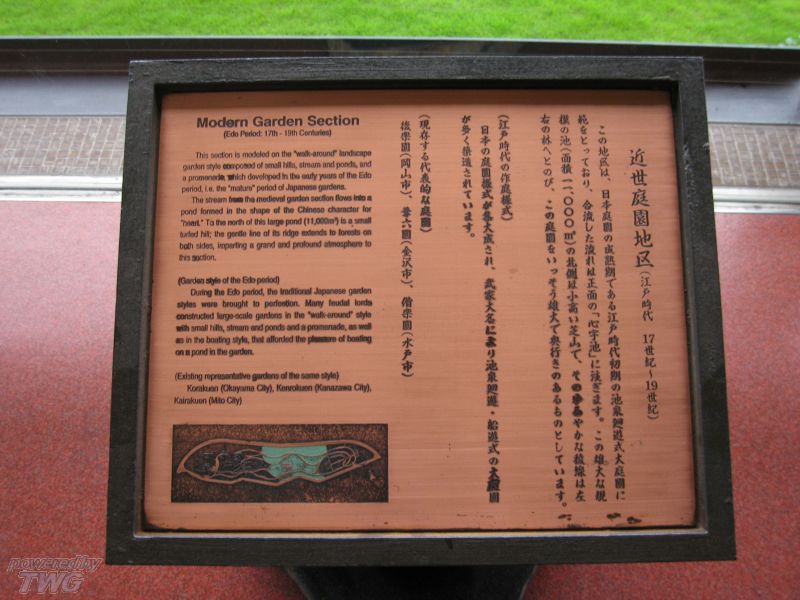 Modern Garden Section
(Edo Period: 17th - 19th Centuries)
This section is modeled on the "walk-around" landscape
garden style composed of small hills, stream and ponds, and
a promenade, which developed in the early years of the Edo
period, i.e. the "mature" period of Japanese gardens.
The stream from the medieval garden section flows into a
pond formed in the shape of the Chinese character for
"heart." To the north of this large pond (11,000m²) is a small
turfed hill; the gentle line of its ridge extends to forests on
both sides, imparting a grand and profound atmosphere to
this section.
(Garden style of the Edo period)
During the Edo period, the traditional Japanese garden
styles were brought to perfection. Many feudal lords
constructed large-scale gardens in the "walk-around" style
with small hills, stream and ponds and a promenade, as well
as in the boating style, that afforded the pleasure of boating
on a pond in the garden.
(Existing representative gardens of the same style)
Korakuen (Okayama City), Kenrokuen (Kanazawa City),
Kairakuen (Mito City)
近世庭園地区(江戸時代 17世紀〜19世紀)
この地区は、日本庭園の成熟期である江戸時代初期の池泉廻遊式大庭園に
範をとっており、合流した流れは正面の「心字池」に注ぎます。この雄大な規
模の池(面積一一、〇〇〇㎡)の北側は小高い芝山で、そのゆるやかな稜線は左
右の林へとのび、この庭園をいっそう雄大で奥行きのあるものとしています。
(江戸時代の作庭様式)
日本の庭園様式が各大成され、武家大名により池泉廻遊・船遊式の大庭園
が多く築造されています。
(現存する代表的な庭園)
後楽園(岡山市)、兼六園(金沢市)、偕楽園(水戸市)
powered by
TWG